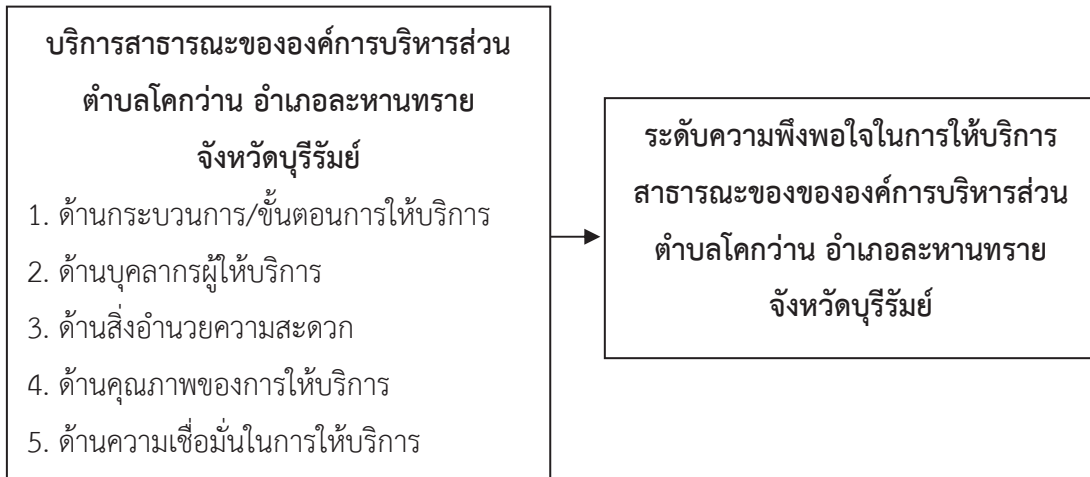 บริการสาธารณะขององค์การบริหารส่วน
ตำบลโคกว่าน อำเภอละหานทราย
จังหวัดบุรีรัมย์
1. ด้านกระบวนการ/ขั้นตอนการให้บริการ
2. ด้านบุคลากรผู้ให้บริการ
3. ด้านสิ่งอำนวยความสะดวก
4. ด้านคุณภาพของการให้บริการ
5. ด้านความเชื่อมั่นในการให้บริการ
ระดับความพึงพอใจในการให้บริการ
สาธารณะของขององค์การบริหารส่วน
ตำบลโคกว่าน อำเภอละหานทราย
จังหวัดบุรีรัมย์